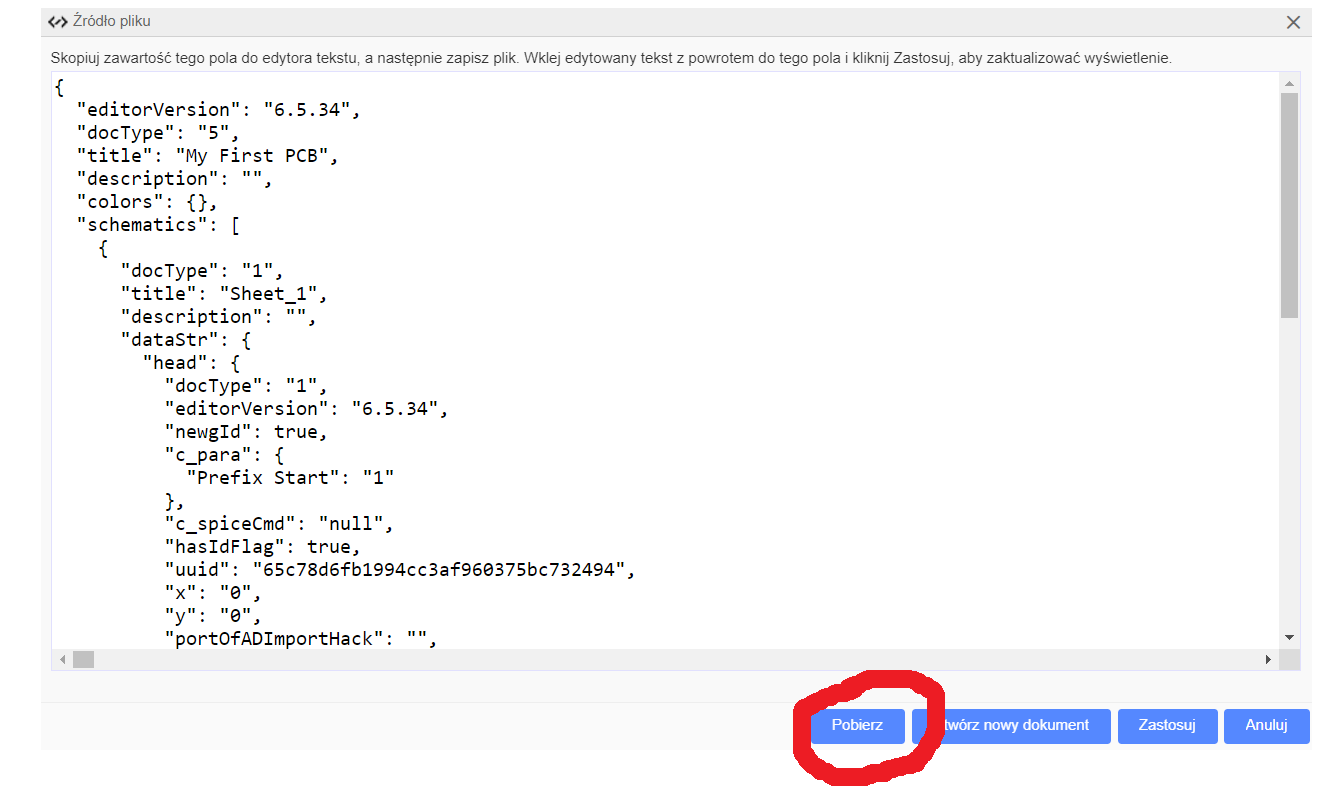 Źródło pliku
Skopiuj zawartość tego pola do edytora tekstu, a następnie zapisz plik. Wklej edytowany tekst z powrotem do tego pola i kliknij Zastosuj, aby zaktualizować wyświetlenie.
{
  "editorVersion": "6.5.34",
  "docType": "5",
  "title": "My First PCB",
  "description": "",
  "colors": {},
  "schematics": [
    {
      "docType": "1",
      "title": "Sheet_1",
      "description": "",
      "dataStr": {
        "head": {
          "docType": "1",
          "editorVersion": "6.5.34",
          "newgId": true,
          "c_para": {
            "Prefix Start": "1"
          },
          "c_spiceCmd": "null",
          "hasIdFlag": true,
          "uuid": "65c78d6fb1994cc3af960375bc732494",
          "x": "0",
          "y": "0",
          "portOfADImportHack": "",
Pobierz twórz nowy dokument Zastosuj Anuluj